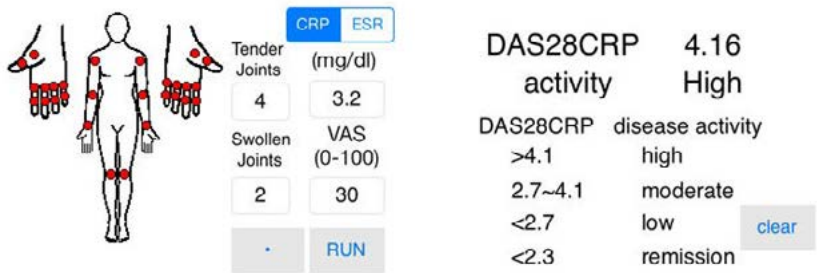 CRP ESR
Tender
Joints
(mg/dl)
4
3.2
Swollen
Joints
VAS
(0-100)
2
30
.
RUN
DAS28CRP 4.16
activity High
DAS28CRP disease activity
>4.1 high
2.7~4.1 moderate
<2.7 low
<2.3 remission
clear